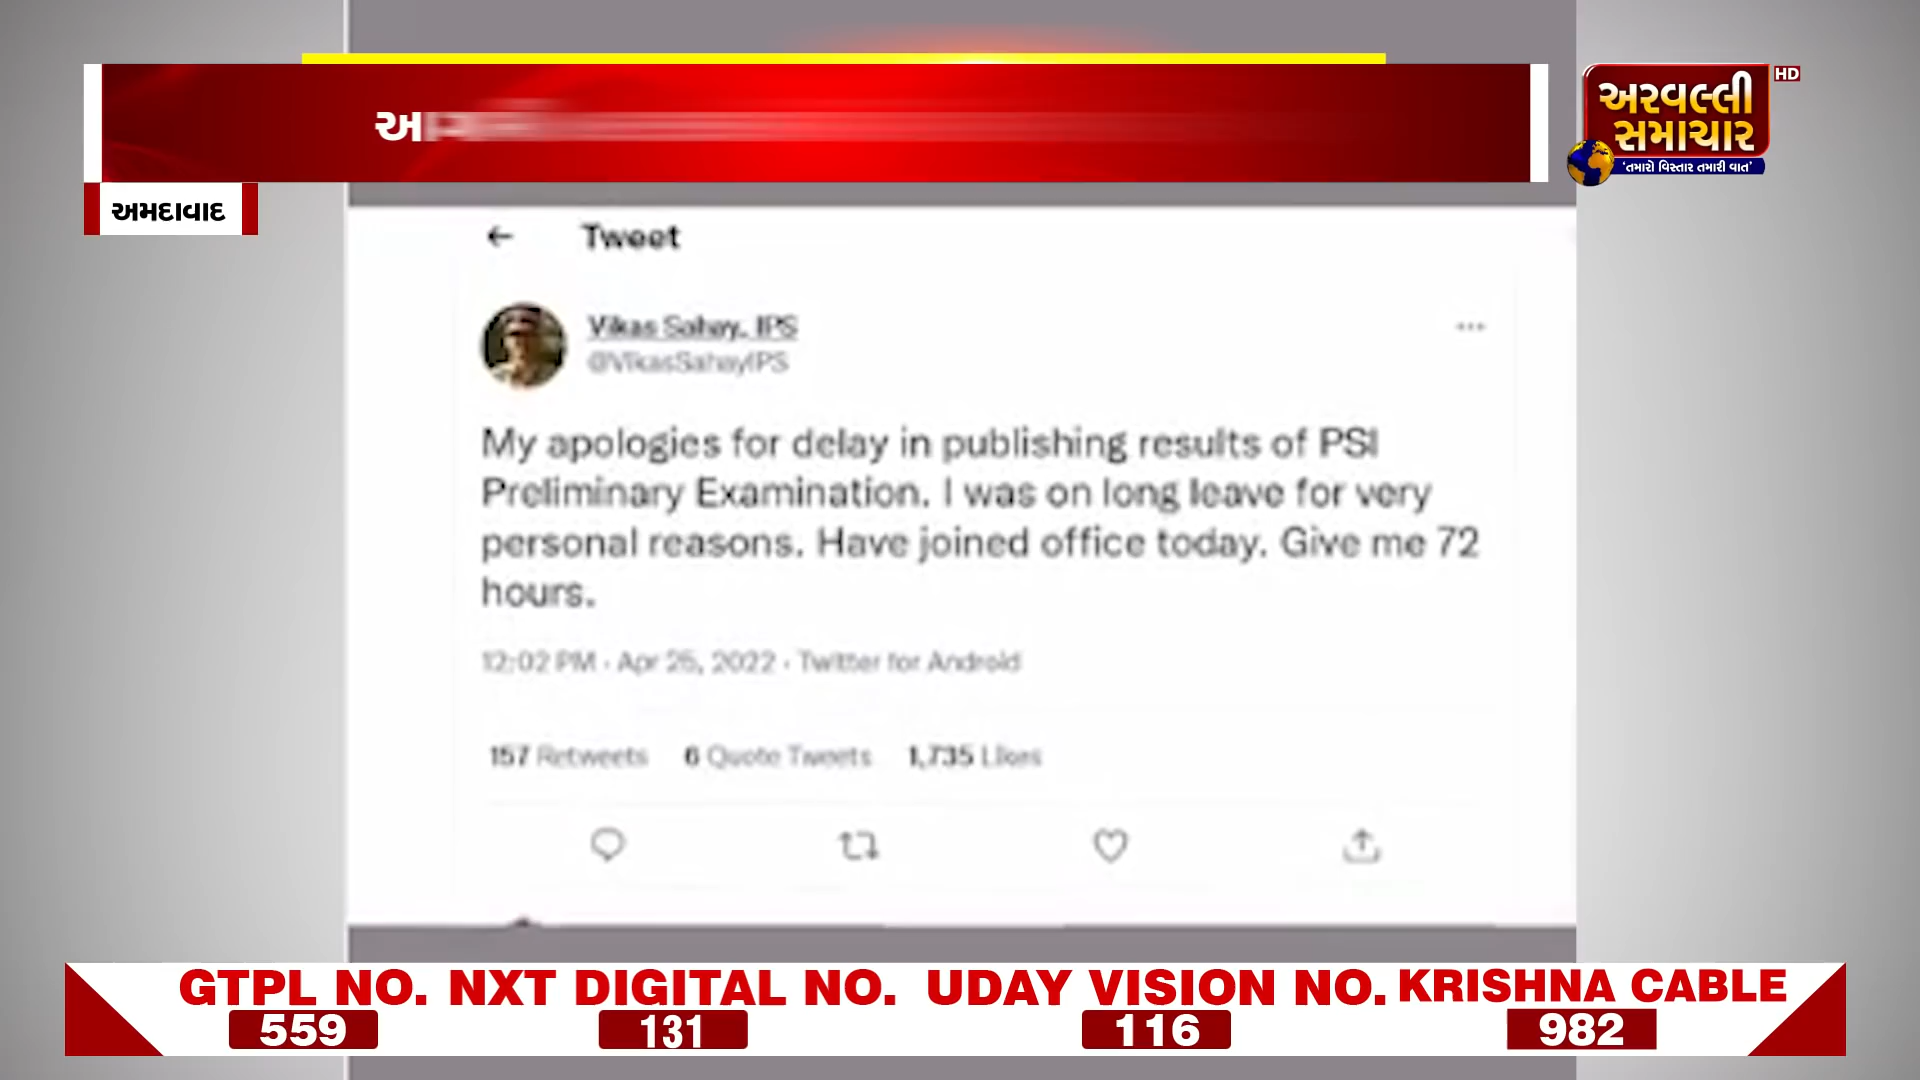 અ
અરવલ્લી
HD
સમાચાર
'તમારો વિસ્તાર તમારી વાત'
અમદાવાદ
Tweet
Vikas Sahay, IPS
@VikasSahayIPS
My apologies for delay in publishing results of PSI
Preliminary Examination. I was on long leave for very
personal reasons. Have joined office today. Give me 72
hours.
12:02 PM · Apr 25, 2022 · Twitter for Android
157 Retweets 6 Quote Tweets 1,735 Likes
GTPL NO. NXT DIGITAL NO. UDAY VISION NO. KRISHNA CABLE
559 131 116 982